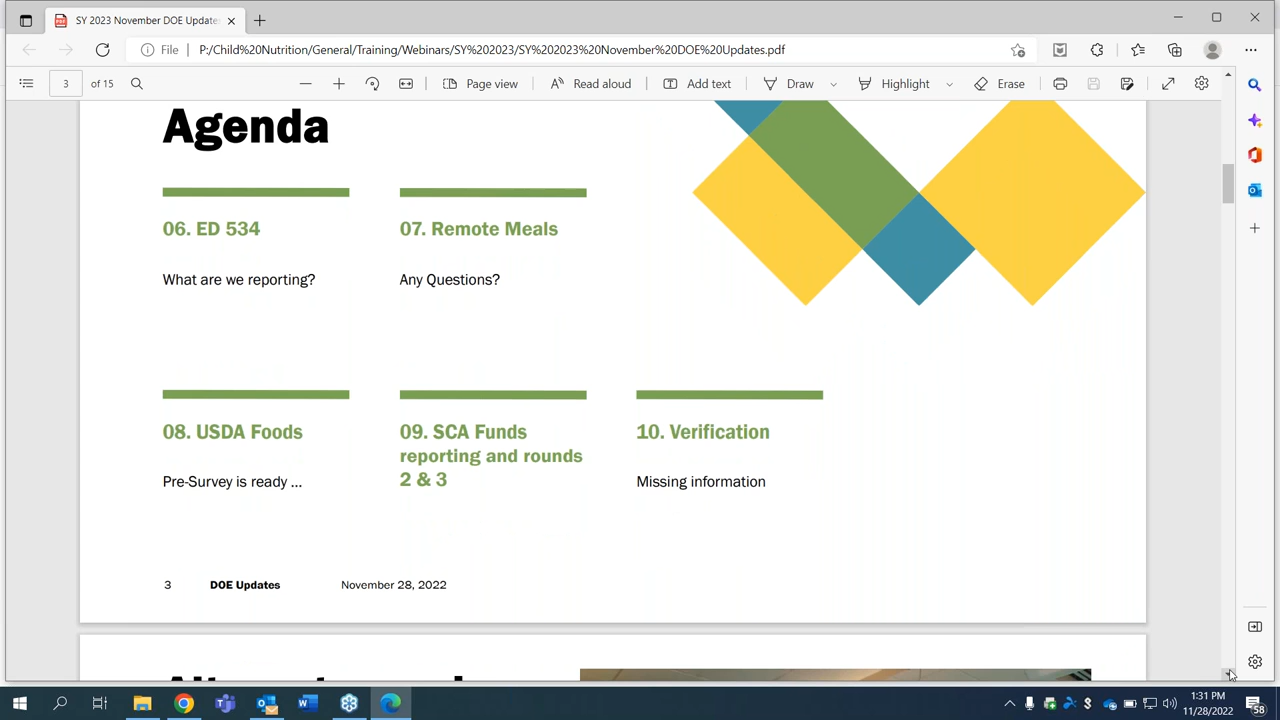 SY 2023 November DOE Update
File
P:/Child%20Nutrition/General/Training/Webinars/SY%202023/SY%202023%20November%20DOE%20Updates.pdf
3 of 15
Page view
Read aloud
Add text
Draw
Highlight
Erase
Agenda
06. ED 534
What are we reporting?
07. Remote Meals
Any Questions?
08. USDA Foods
Pre-Survey is ready ...
09. SCA Funds
reporting and rounds
2 & 3
10. Verification
Missing information
3 DOE Updates November 28, 2022
1:31 PM
11/28/2022
58